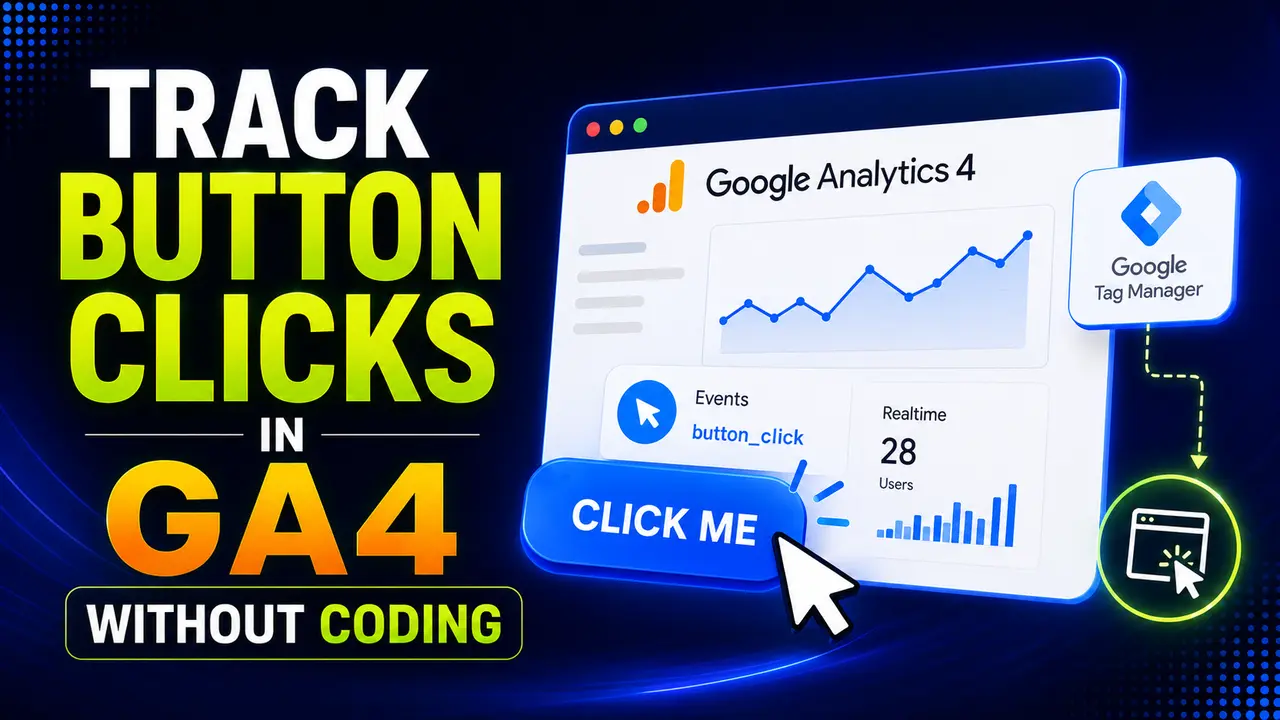 TRACK
BUTTON
CLICKS
IN
GA4
WITHOUT CODING
Google Analytics 4
Events
button_click
CLICK ME
Realtime
28
Users
Google
Tag Manager